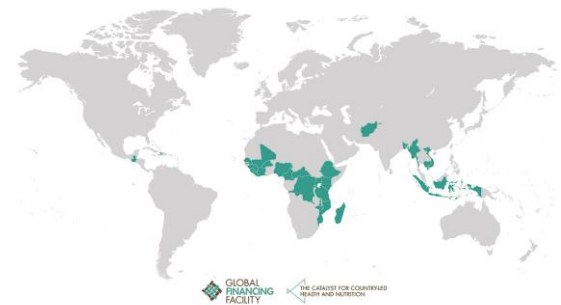 GLOBAL
FINANCING
FACILITY
THE CATALYST FOR COUNTRY-LED
HEALTH AND NUTRITION